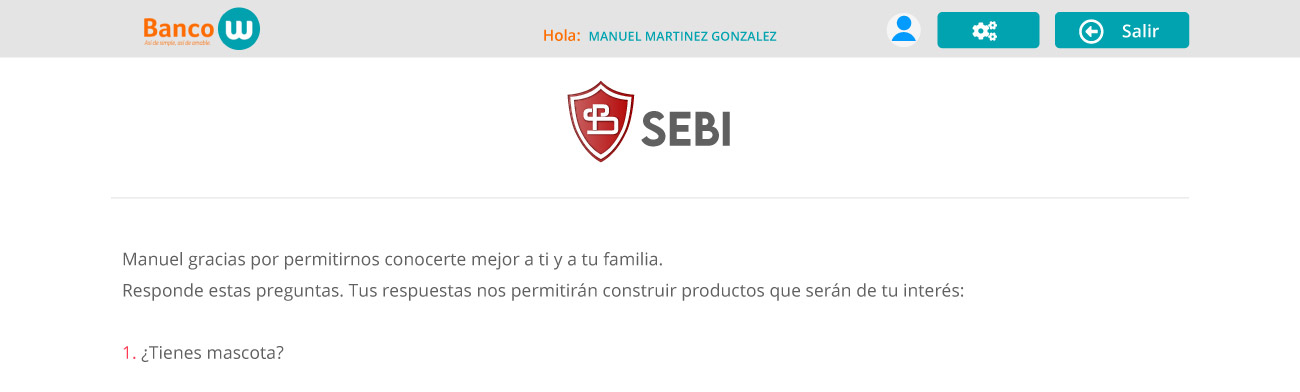 Banco W
Así de simple, así de amable.
Hola: MANUEL MARTINEZ GONZALEZ
Salir
SEBI
Manuel gracias por permitirnos conocerte mejor a ti y a tu familia.
Responde estas preguntas. Tus respuestas nos permitirán construir productos que serán de tu interés:
1. ¿Tienes mascota?